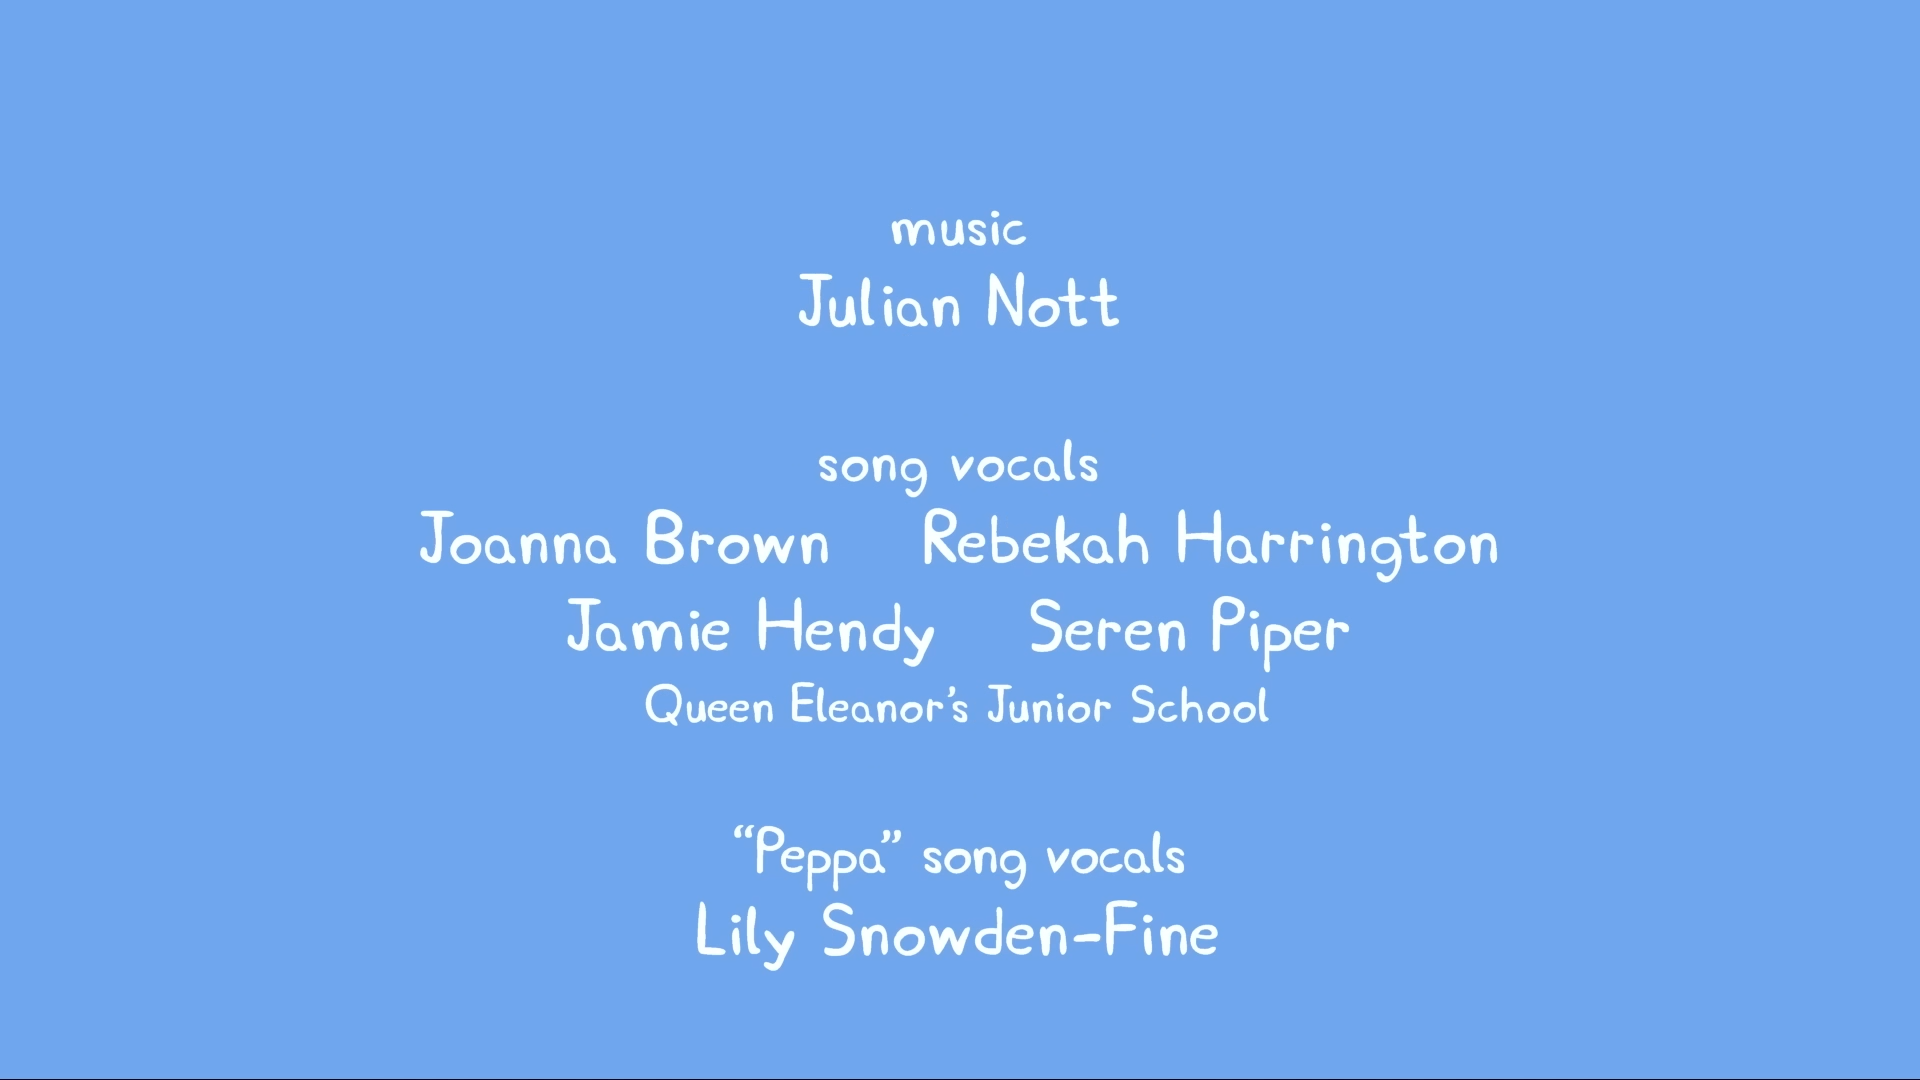 music
Julian Nott
song vocals
Joanna Brown Rebekah Harrington
Jamie Hendy Seren Piper
Queen Eleanor’s Junior School
“Peppa” song vocals
Lily Snowden-Fine